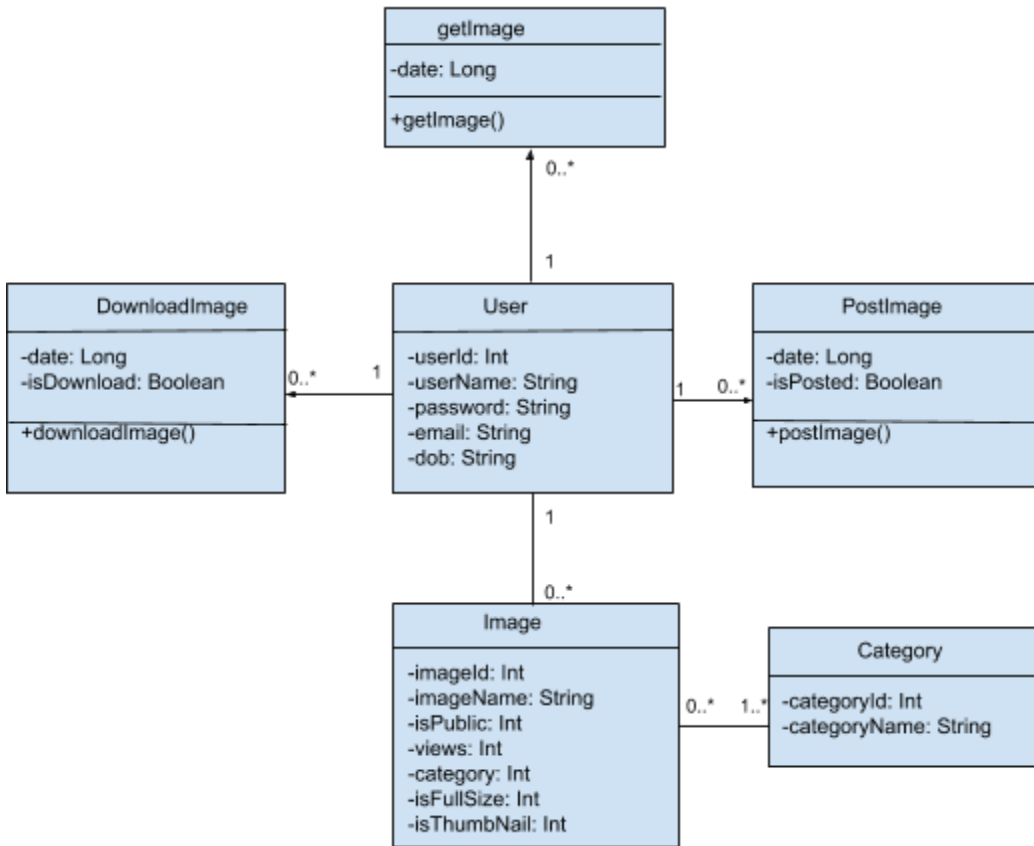 getImage
-date: Long
+getImage()
0..*
1
DownloadImage
-date: Long
-isDownload: Boolean
+downloadImage()
0..*
1
User
-userId: Int
-userName: String
-password: String
-email: String
-dob: String
1
0..*
PostImage
-date: Long
-isPosted: Boolean
+postImage()
1
0..*
Image
-imageId: Int
-imageName: String
-isPublic: Int
-views: Int
-category: Int
-isFullSize: Int
-isThumbNail: Int
0..*
1..*
Category
-categoryId: Int
-categoryName: String